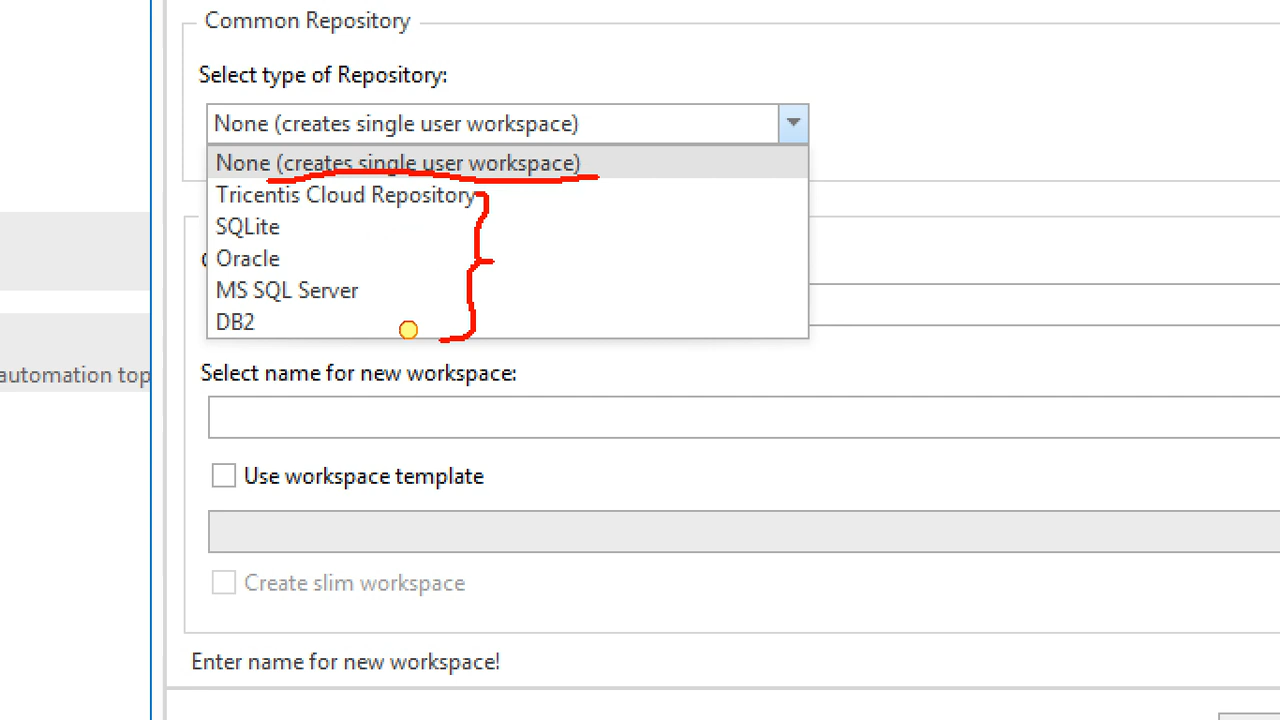 Common Repository
Select type of Repository:
None (creates single user workspace)
None (creates single user workspace)
Tricentis Cloud Repository
SQLite
Oracle
MS SQL Server
DB2
automation top
Select name for new workspace:
Use workspace template
Create slim workspace
Enter name for new workspace!